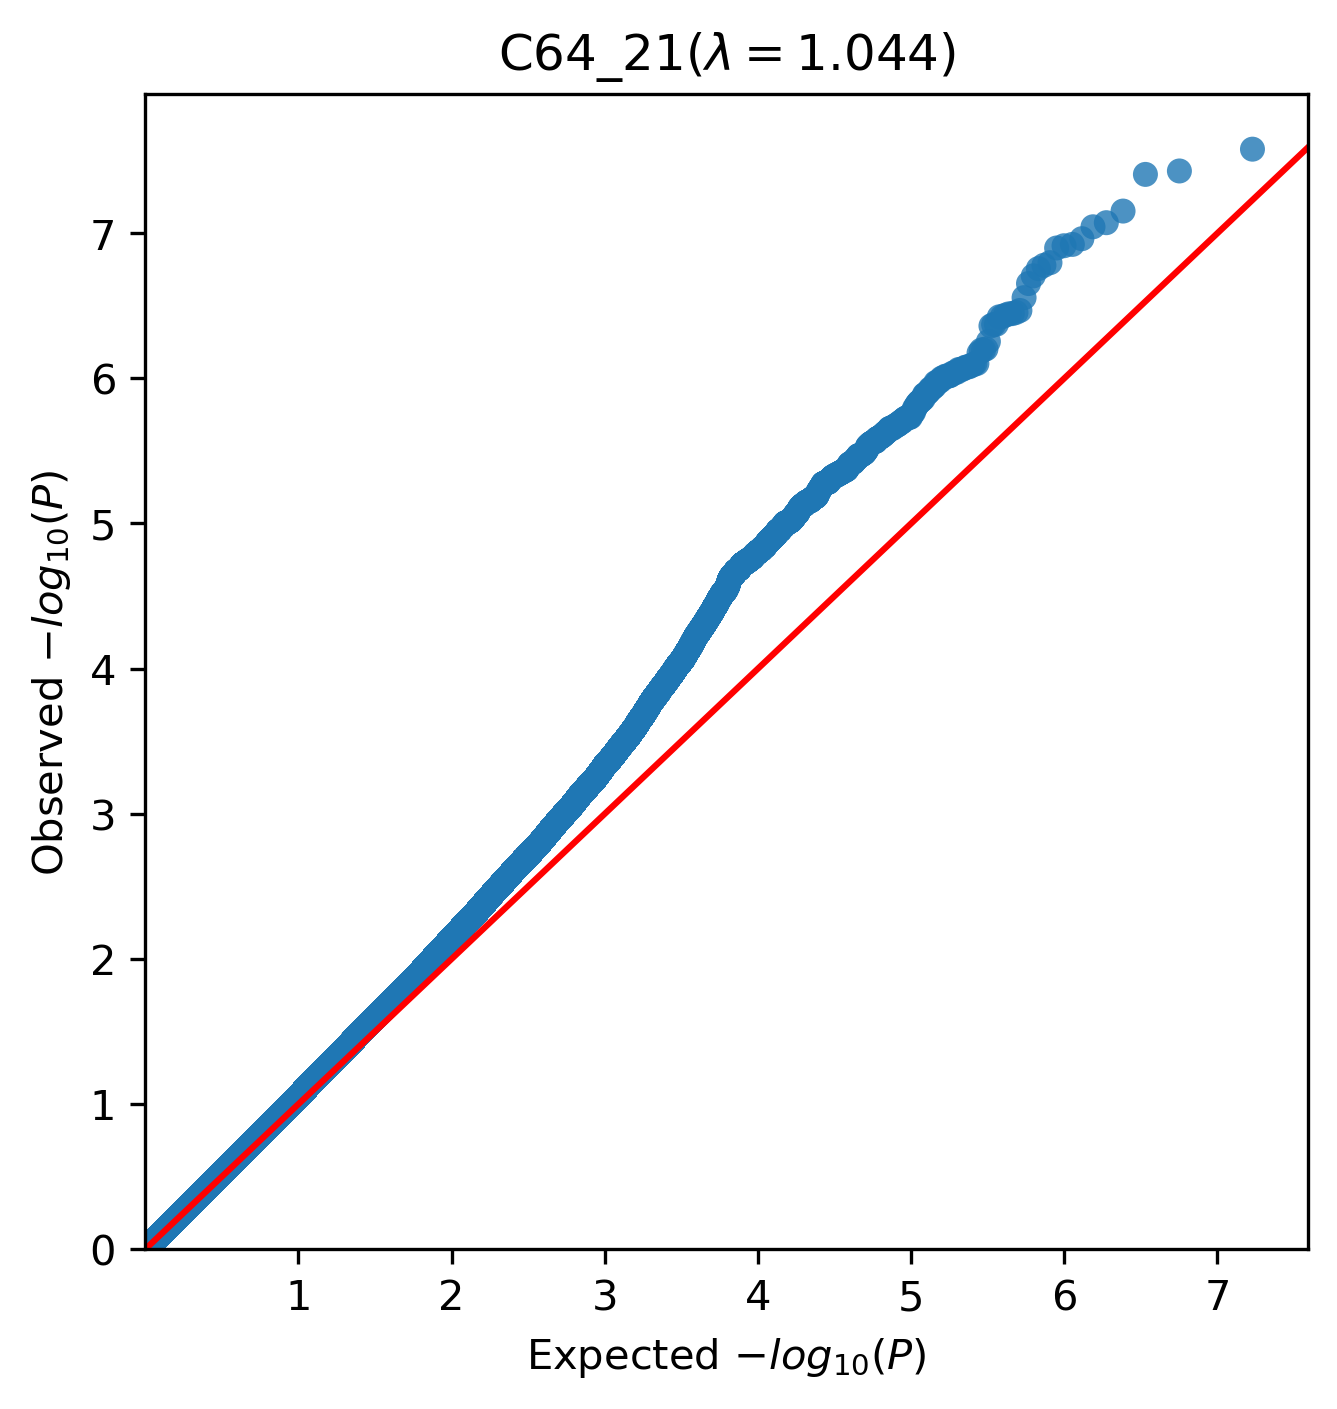 C64_21(λ = 1.044)
Observed −log₁₀(P)
7
6
5
4
3
2
1
0
1 2 3 4 5 6 7
Expected −log₁₀(P)